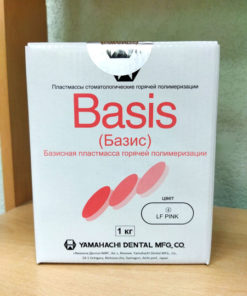 Пластмассы стоматологические горячей полимеризации
Basis
(Базис)
Базисная пластмасса горячей полимеризации
ЦВЕТ
4
LF PINK
1 кг
YAMAHACHI DENTAL MFG., CO.